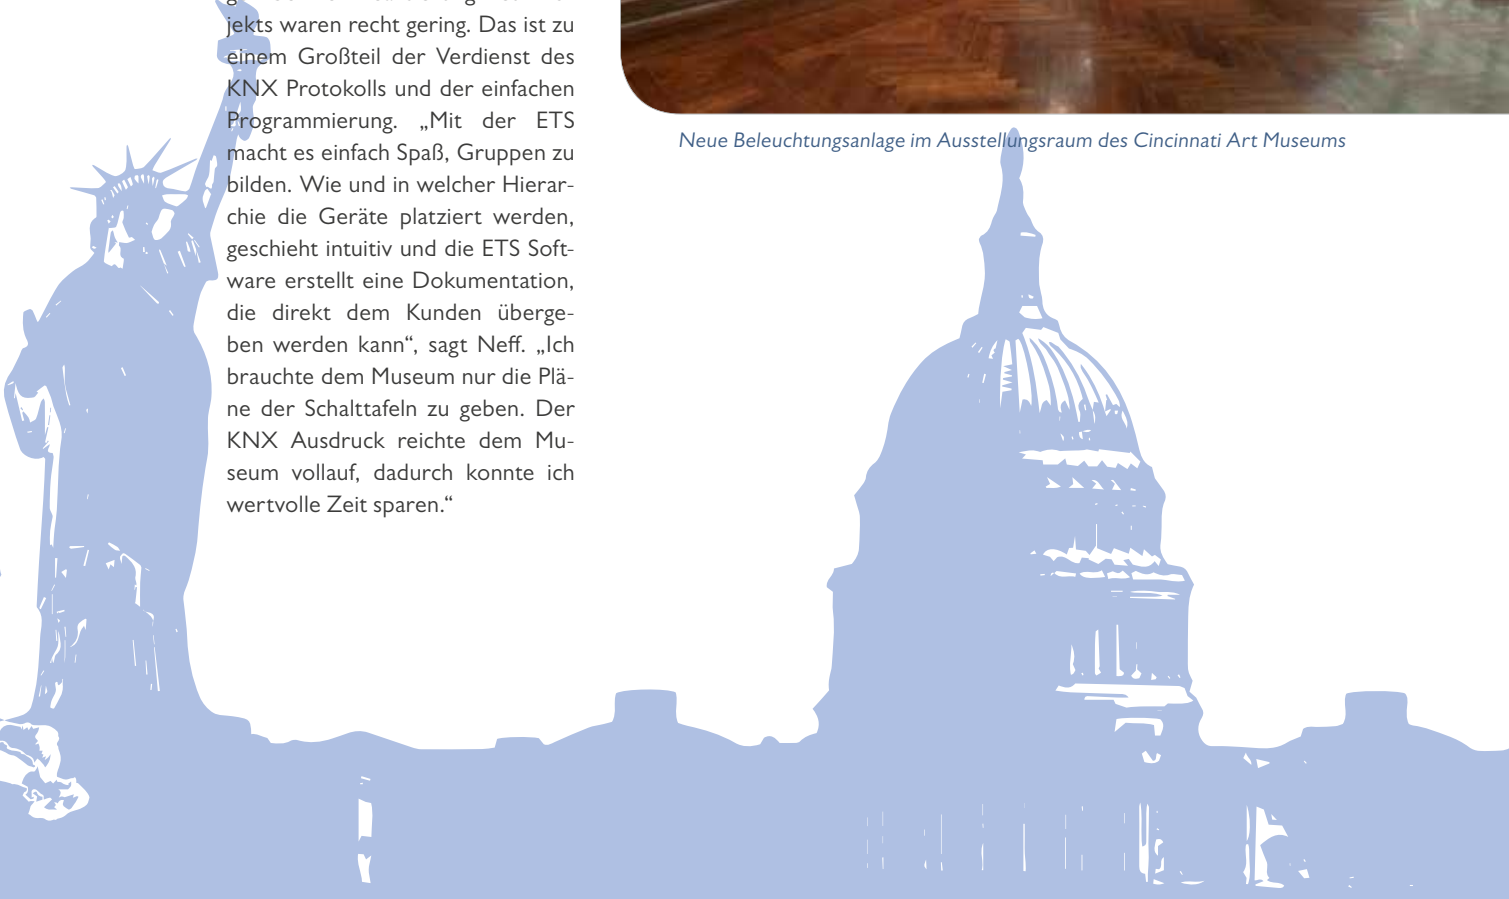 jekts waren recht gering. Das ist zu
einem Großteil der Verdienst des
KNX Protokolls und der einfachen
Programmierung. „Mit der ETS
macht es einfach Spaß, Gruppen zu
bilden. Wie und in welcher Hierar-
chie die Geräte platziert werden,
geschieht intuitiv und die ETS Soft-
ware erstellt eine Dokumentation,
die direkt dem Kunden überge-
ben werden kann“, sagt Neff. „Ich
brauchte dem Museum nur die Plä-
ne der Schalttafeln zu geben. Der
KNX Ausdruck reichte dem Mu-
seum vollauf, dadurch konnte ich
wertvolle Zeit sparen.“
Neue Beleuchtungsanlage im Ausstellungsraum des Cincinnati Art Museums